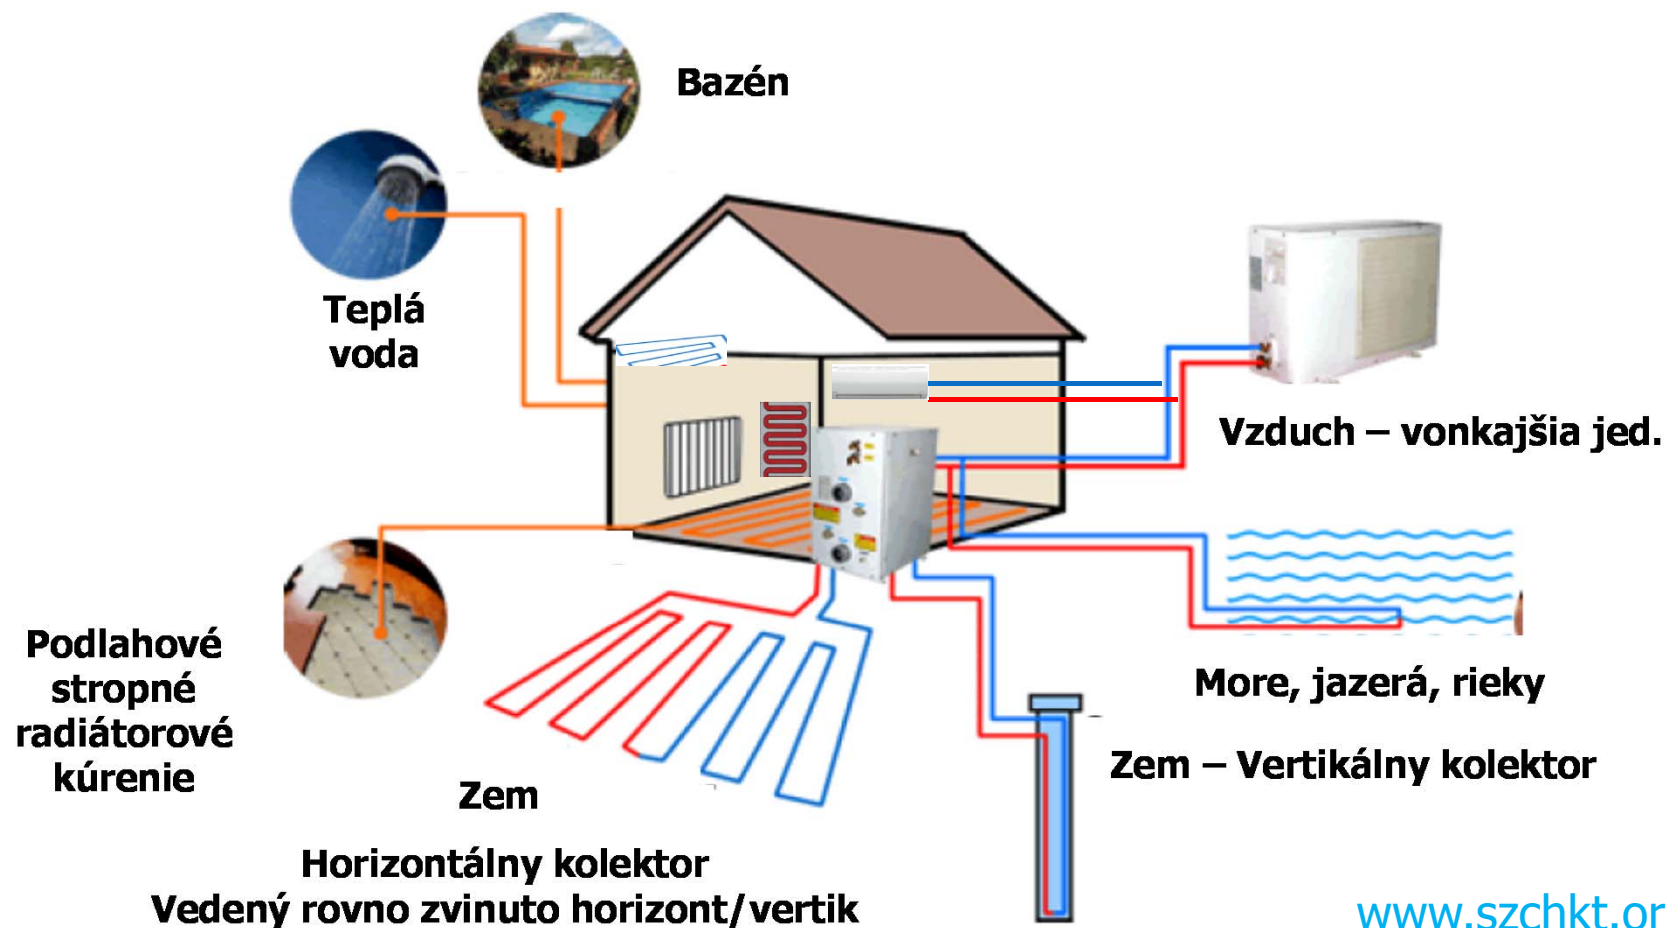 Bazén
Teplá
voda
Vzduch – vonkajšia jed.
Podlahové
stropné
radiátorové
kúrenie
More, jazerá, rieky
Zem – Vertikálny kolektor
Zem
Horizontálny kolektor
Vedený rovno zvinuto horizont/vertik
www.szchkt.or